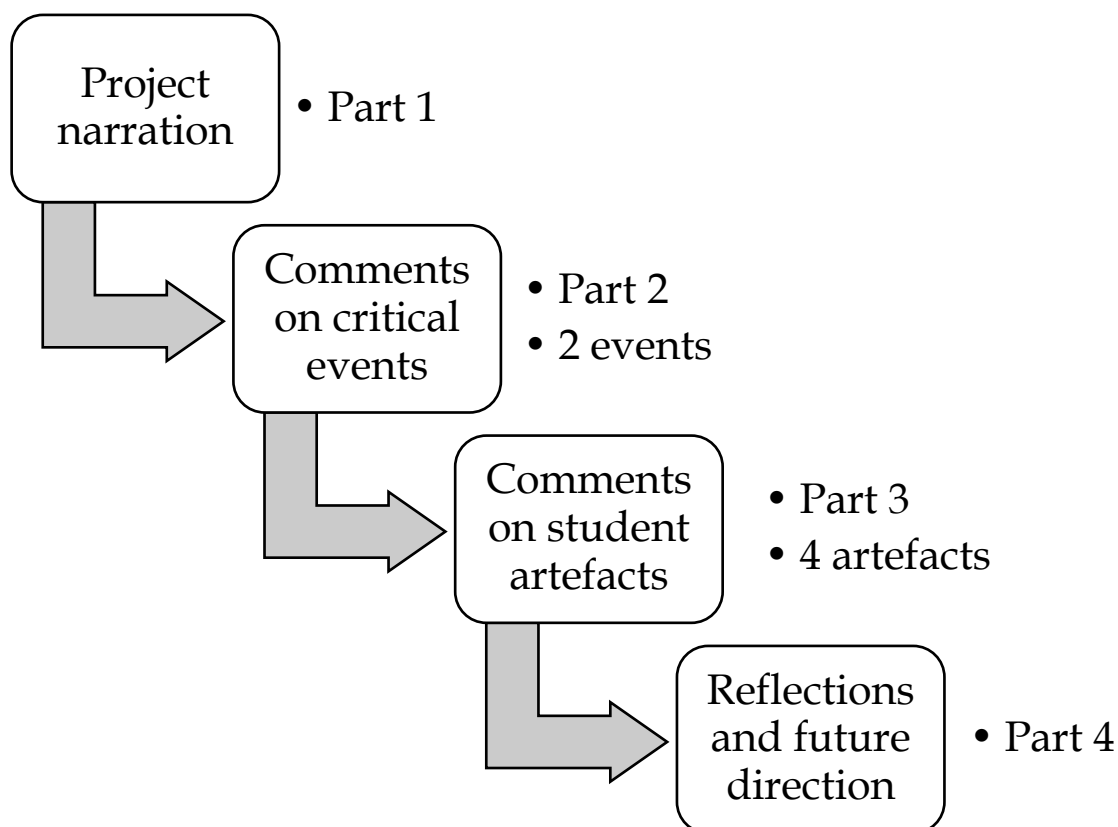 Project
narration
• Part 1
Comments
on critical
events
• Part 2
• 2 events
Comments
on student
artefacts
• Part 3
• 4 artefacts
Reflections
and future
direction
• Part 4